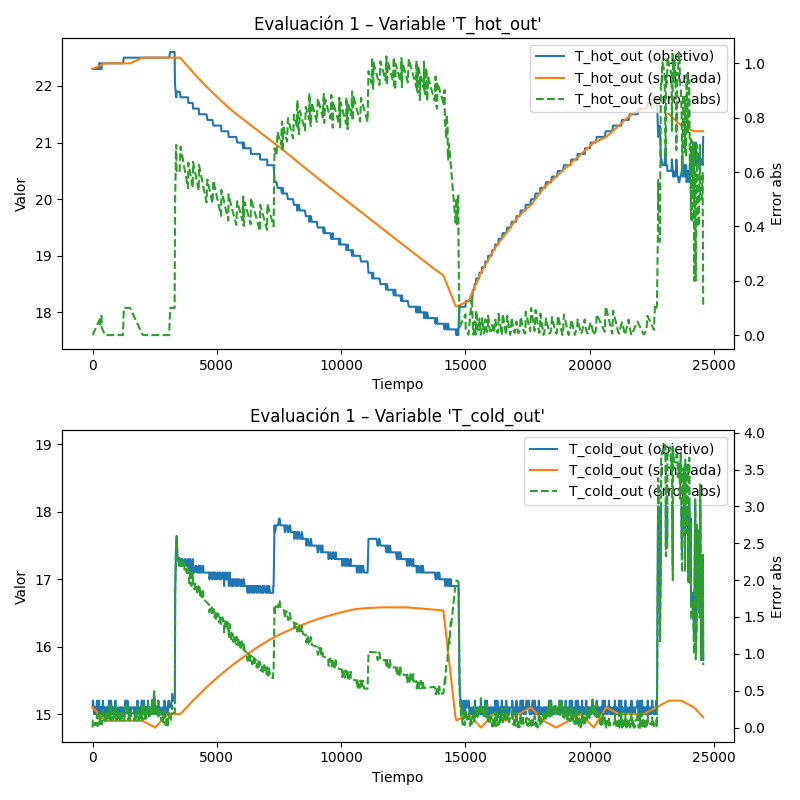 Evaluación 1 – Variable 'T_hot_out'
T_hot_out (objetivo)
T_hot_out (simulada)
T_hot_out (error abs)
Valor
22
21
20
19
18
1.0
0.8
0.6
0.4
0.2
0.0
Error abs
0
5000
10000
15000
20000
25000
Tiempo
Evaluación 1 – Variable 'T_cold_out'
T_cold_out (objetivo)
T_cold_out (simulada)
T_cold_out (error abs)
Valor
19
18
17
16
15
4.0
3.5
3.0
2.5
2.0
1.5
1.0
0.5
0.0
Error abs
0
5000
10000
15000
20000
25000
Tiempo